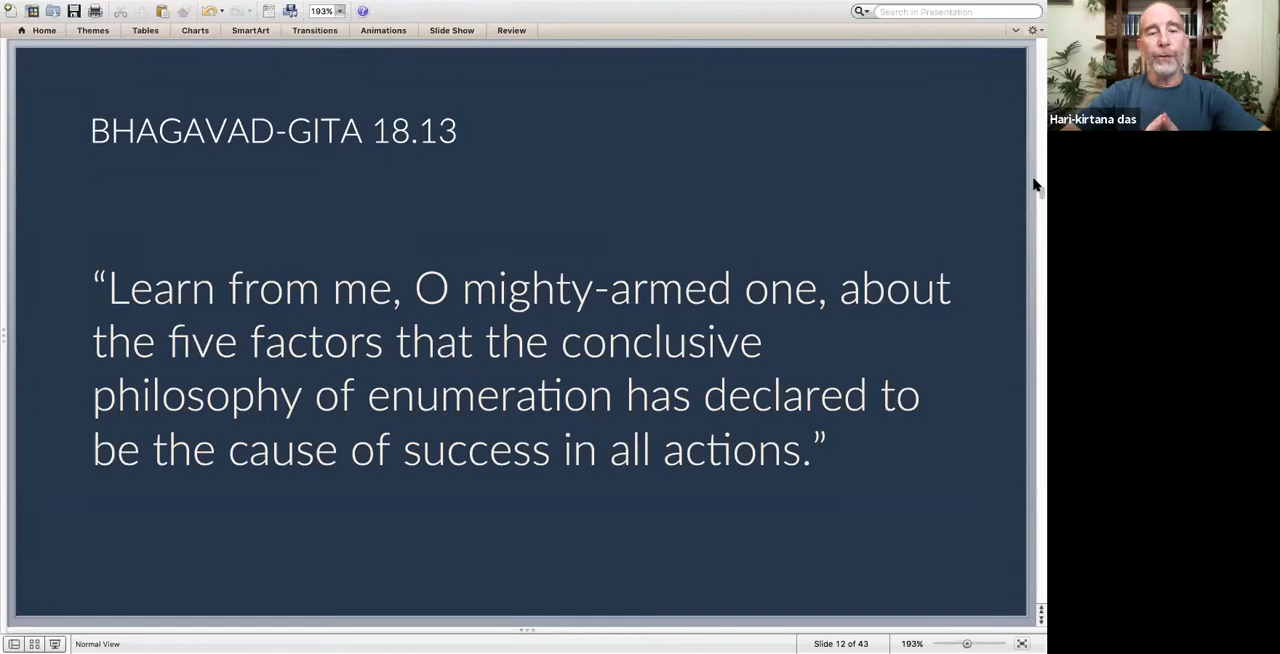 193%
Search in Presentation
Home Themes Tables Charts SmartArt Transitions Animations Slide Show Review
Hari-kirtana das
BHAGAVAD-GITA 18.13
“Learn from me, O mighty-armed one, about
the five factors that the conclusive
philosophy of enumeration has declared to
be the cause of success in all actions.”
Normal View
Slide 12 of 43
193%